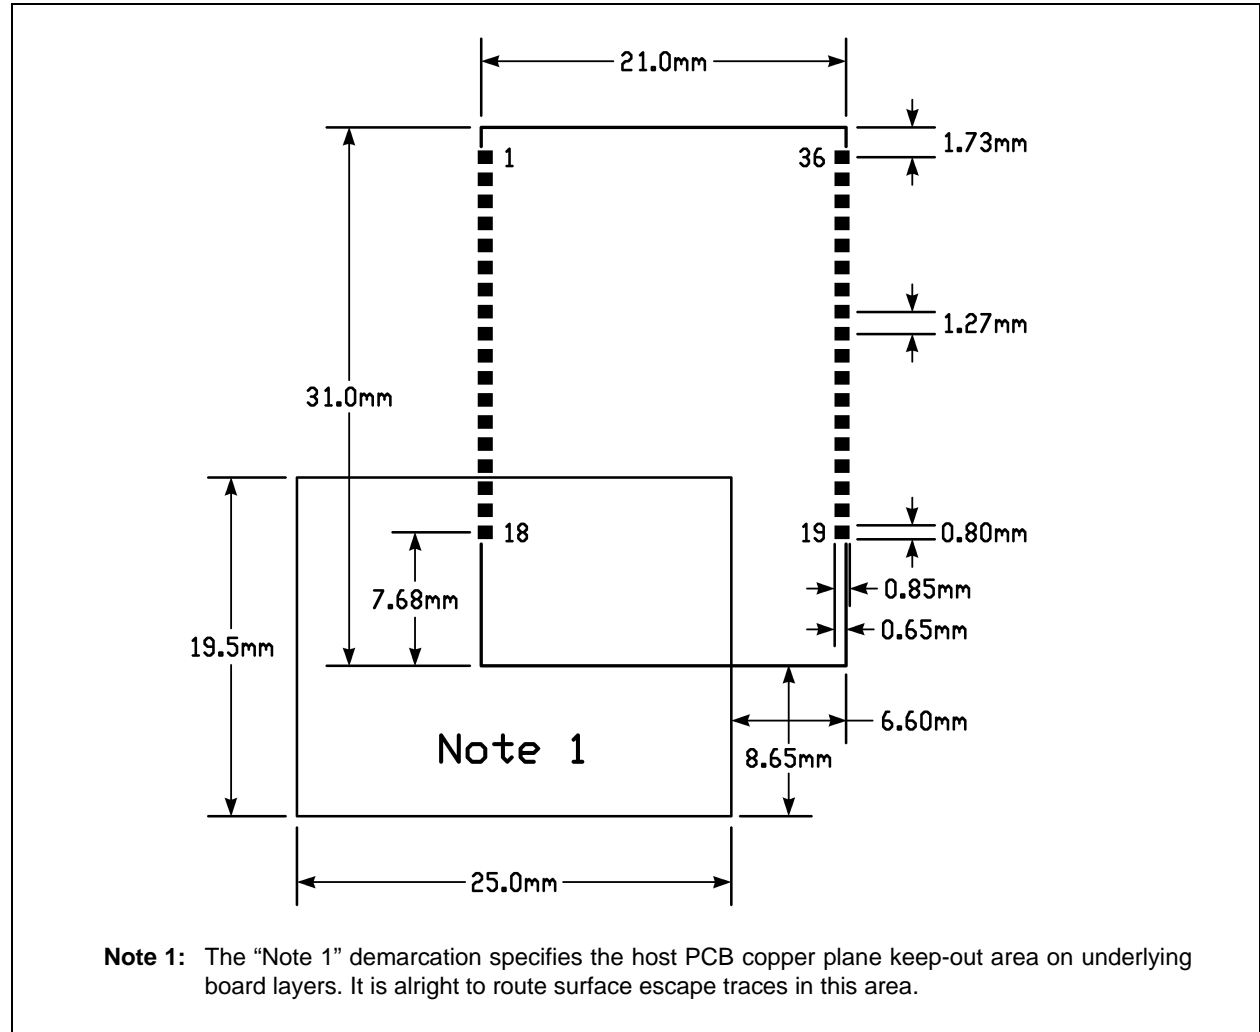 21.0mm
1.73mm
1
36
1.27mm
31.0mm
18
19
0.80mm
0.85mm
7.68mm
0.65mm
19.5mm
6.60mm
Note 1
8.65mm
25.0mm
Note 1: The “Note 1” demarcation specifies the host PCB copper plane keep-out area on underlying
board layers. It is alright to route surface escape traces in this area.